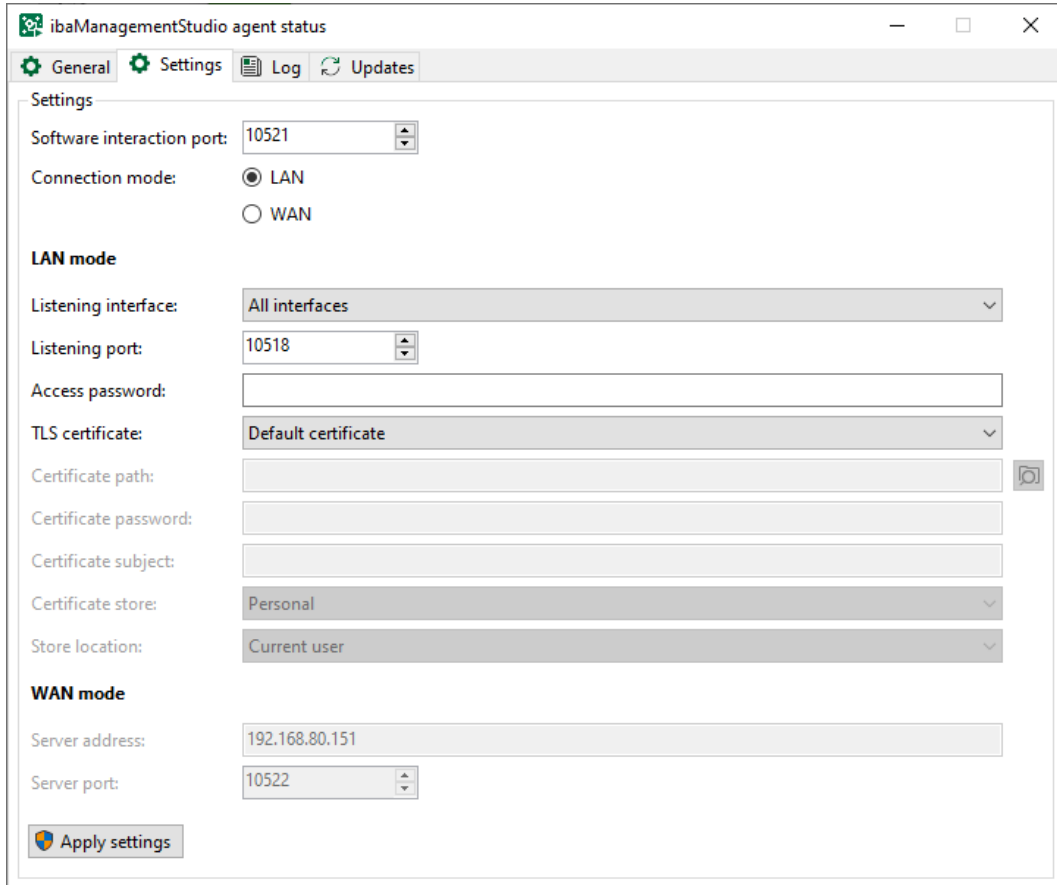 ibaManagementStudio agent status
General Settings Log Updates
Settings
Software interaction port: 10521
Connection mode: LAN
WAN
LAN mode
Listening interface: All interfaces
Listening port: 10518
Access password:
TLS certificate: Default certificate
Certificate path:
Certificate password:
Certificate subject:
Certificate store: Personal
Store location: Current user
WAN mode
Server address: 192.168.80.151
Server port: 10522
Apply settings